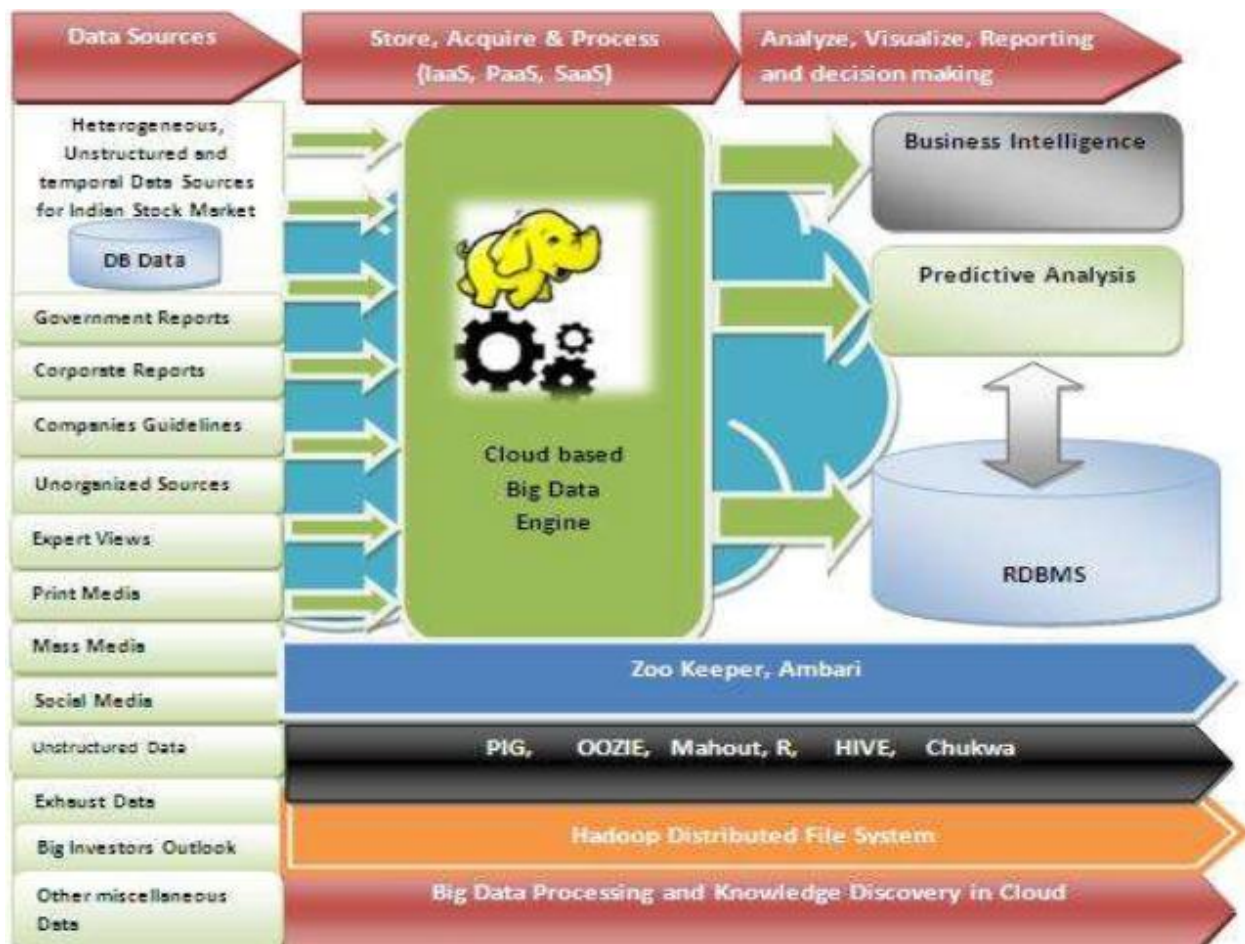 Data Sources
Store, Acquire & Process
(IaaS, PaaS, SaaS)
Analyze, Visualize, Reporting
and decision making
Heterogeneous,
Unstructured and
temporal Data Sources
for Indian Stock Market
DB Data
Government Reports
Corporate Reports
Companies Guidelines
Unorganized Sources
Expert Views
Print Media
Mass Media
Social Media
Unstructured Data
Exhaust Data
Big Investors Outlook
Other miscellaneous
Data
Cloud based
Big Data
Engine
Business Intelligence
Predictive Analysis
RDBMS
Zoo Keeper, Ambari
PIG, OOZIE, Mahout, R, HIVE, Chukwa
Hadoop Distributed File System
Big Data Processing and Knowledge Discovery in Cloud